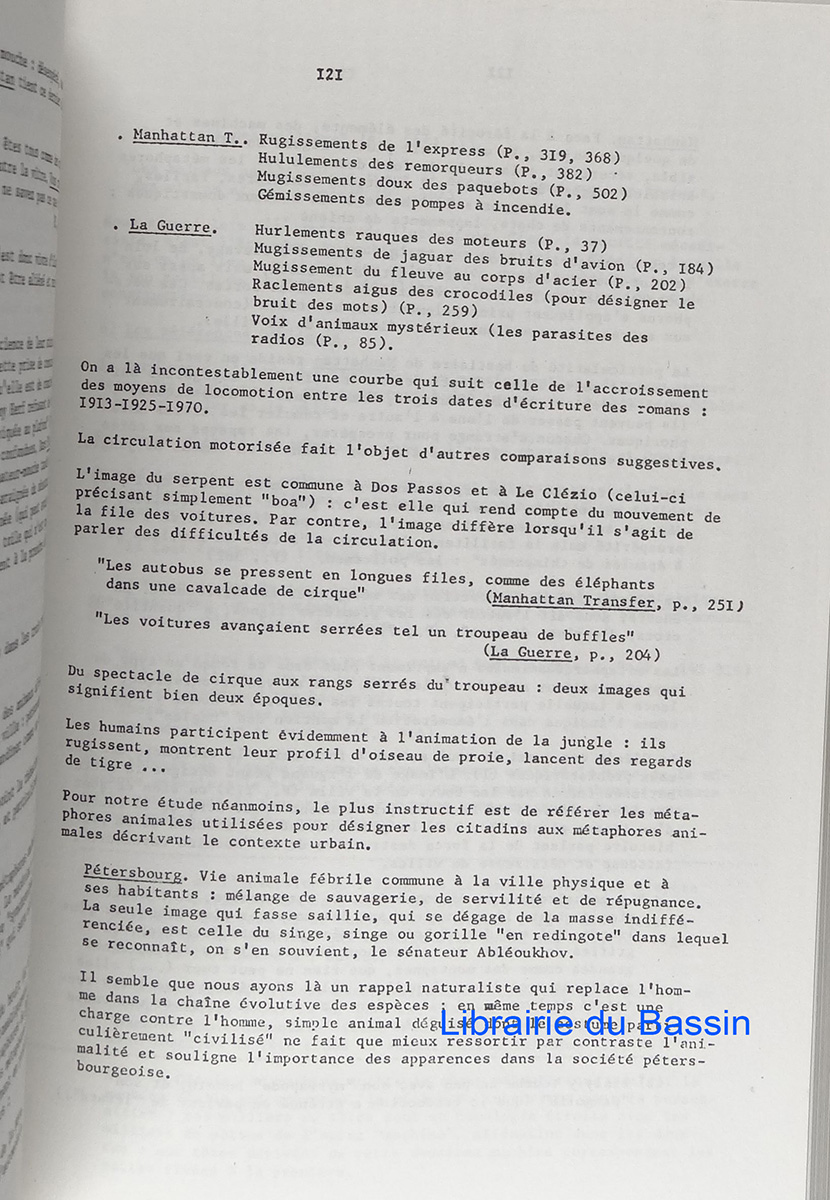 I2I
. Manhattan T.. Rugissements de l'express (P., 3I9, 368)
Hululements des remorqueurs (P., 382)
Mugissements doux des paquebots (P., 502)
Gémissements des pompes à incendie.
. La Guerre. Hurlements rauques des moteurs (P., 37)
Mugissements de jaguar des bruits d'avion (P., I84)
Mugissement du fleuve au corps d'acier (P., 202)
Raclements aigus des crocodiles (pour désigner le
bruit des mots) (P., 259)
Voix d'animaux mystérieux (les parasites des
radios (P., 85).
On a là incontestablement une courbe qui suit celle de l'accroissement
des moyens de locomotion entre les trois dates d'écriture des romans :
I9I3-I925-I970.
La circulation motorisée fait l'objet d'autres comparaisons suggestives.
L'image du serpent est commune à Dos Passos et à Le Clézio (celui-ci
précisant simplement "boa") : c'est elle qui rend compte du mouvement de
la file des voitures. Par contre, l'image diffère lorsqu'il s'agit de
parler des difficultés de la circulation.
"Les autobus se pressent en longues files, comme des éléphants
dans une cavalcade de cirque"
(Manhattan Transfer, p., 25I)
"Les voitures avançaient serrées tel un troupeau de buffles"
(La Guerre, p., 204)
Du spectacle de cirque aux rangs serrés du troupeau : deux images qui
signifient bien deux époques.
Les humains participent évidemment à l'animation de la jungle : ils
rugissent, montrent leur profil d'oiseau de proie, lancent des regards
de tigre ...
Pour notre étude néanmoins, le plus instructif est de référer les méta-
phores animales utilisées pour désigner les citadins aux métaphores ani-
males décrivant le contexte urbain.
Pétersbourg. Vie animale fébrile commune à la ville physique et à
ses habitants : mélange de sauvagerie, de servilité et de répugnance.
La seule image qui fasse saillie, qui se dégage de la masse indiffé-
renciée, est celle du singe, singe ou gorille "en redingote" dans lequel
se reconnaît, on s'en souvient, le sénateur Abléoukhov.
Il semble que nous ayons là un rappel naturaliste qui replace l'hom-
me dans la chaîne évolutive des espèces ; en même temps c'est une
charge contre l'homme, simple animal déguisé dont le
culièrement "civilisé" ne fait que mieux ressortir par contraste l'ani-
malité et souligne l'importance des apparences dans la société péters-
bourgeoise.
Librairie du Bassin